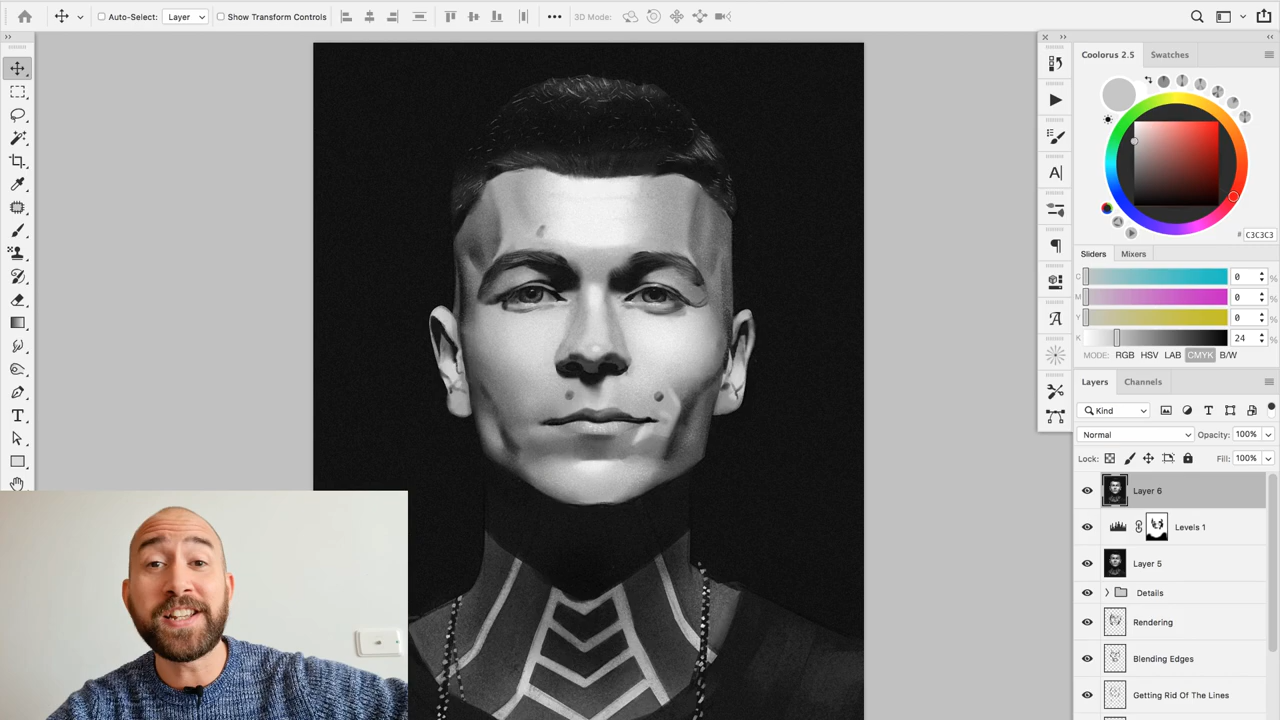 Auto-Select: Layer Show Transform Controls 3D Mode:
Coolorus 2.5 Swatches
# C3C3C3
Sliders Mixers
C 0 %
M 0 %
Y 0 %
K 24 %
MODE: RGB HSV LAB CMYK B/W
Layers Channels
Kind
Normal Opacity: 100%
Lock: Fill: 100%
Layer 6
Levels 1
Layer 5
Details
Rendering
Blending Edges
Getting Rid Of The Lines